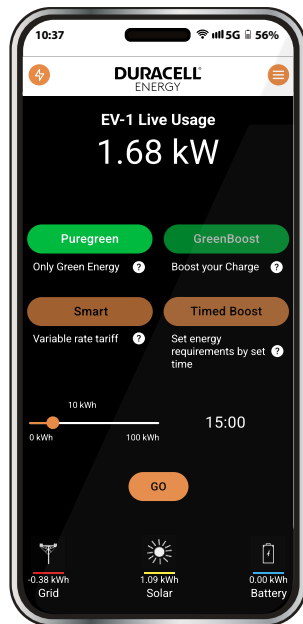 10:37 5G 56%
DURACELL
ENERGY
EV-1 Live Usage
1.68 kW
Puregreen GreenBoost
Only Green Energy ? Boost your Charge ?
Smart Timed Boost
Variable rate tariff ? Set energy
requirements by set ?
time
10 kWh
15:00
0 kWh 100 kWh
GO
-0.38 kWh 1.09 kWh 0.00 kWh
Grid Solar Battery